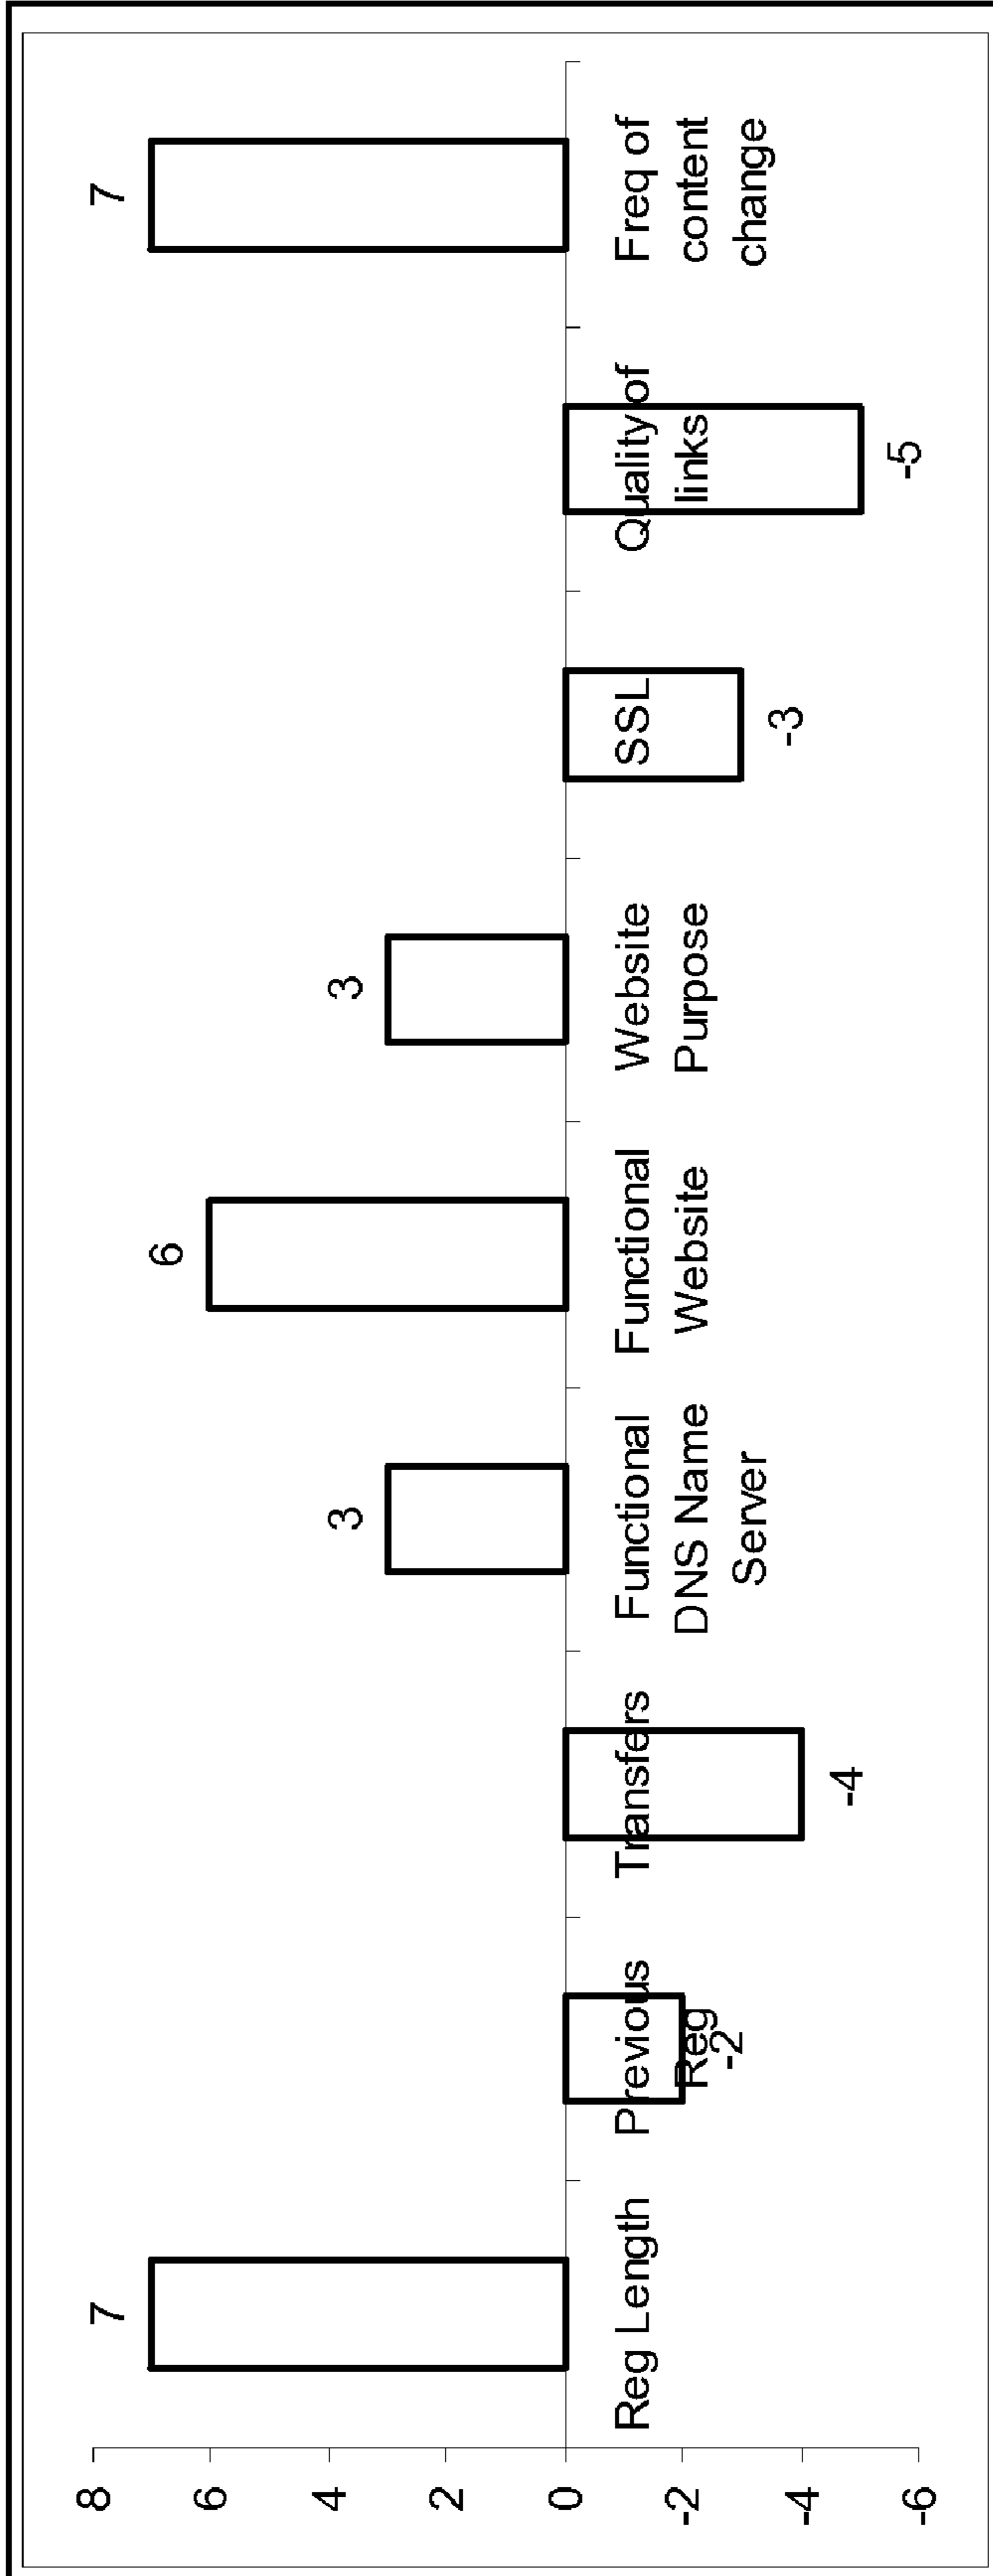 8
6
4
2
0
-2
-4
-6
7
-2
-4
3
6
3
-3
-5
7
Reg Length
Previous
Reg
Transfers
Functional
DNS Name
Server
Functional
Website
Website
Purpose
SSL
Quality of
links
Freq of
content
change